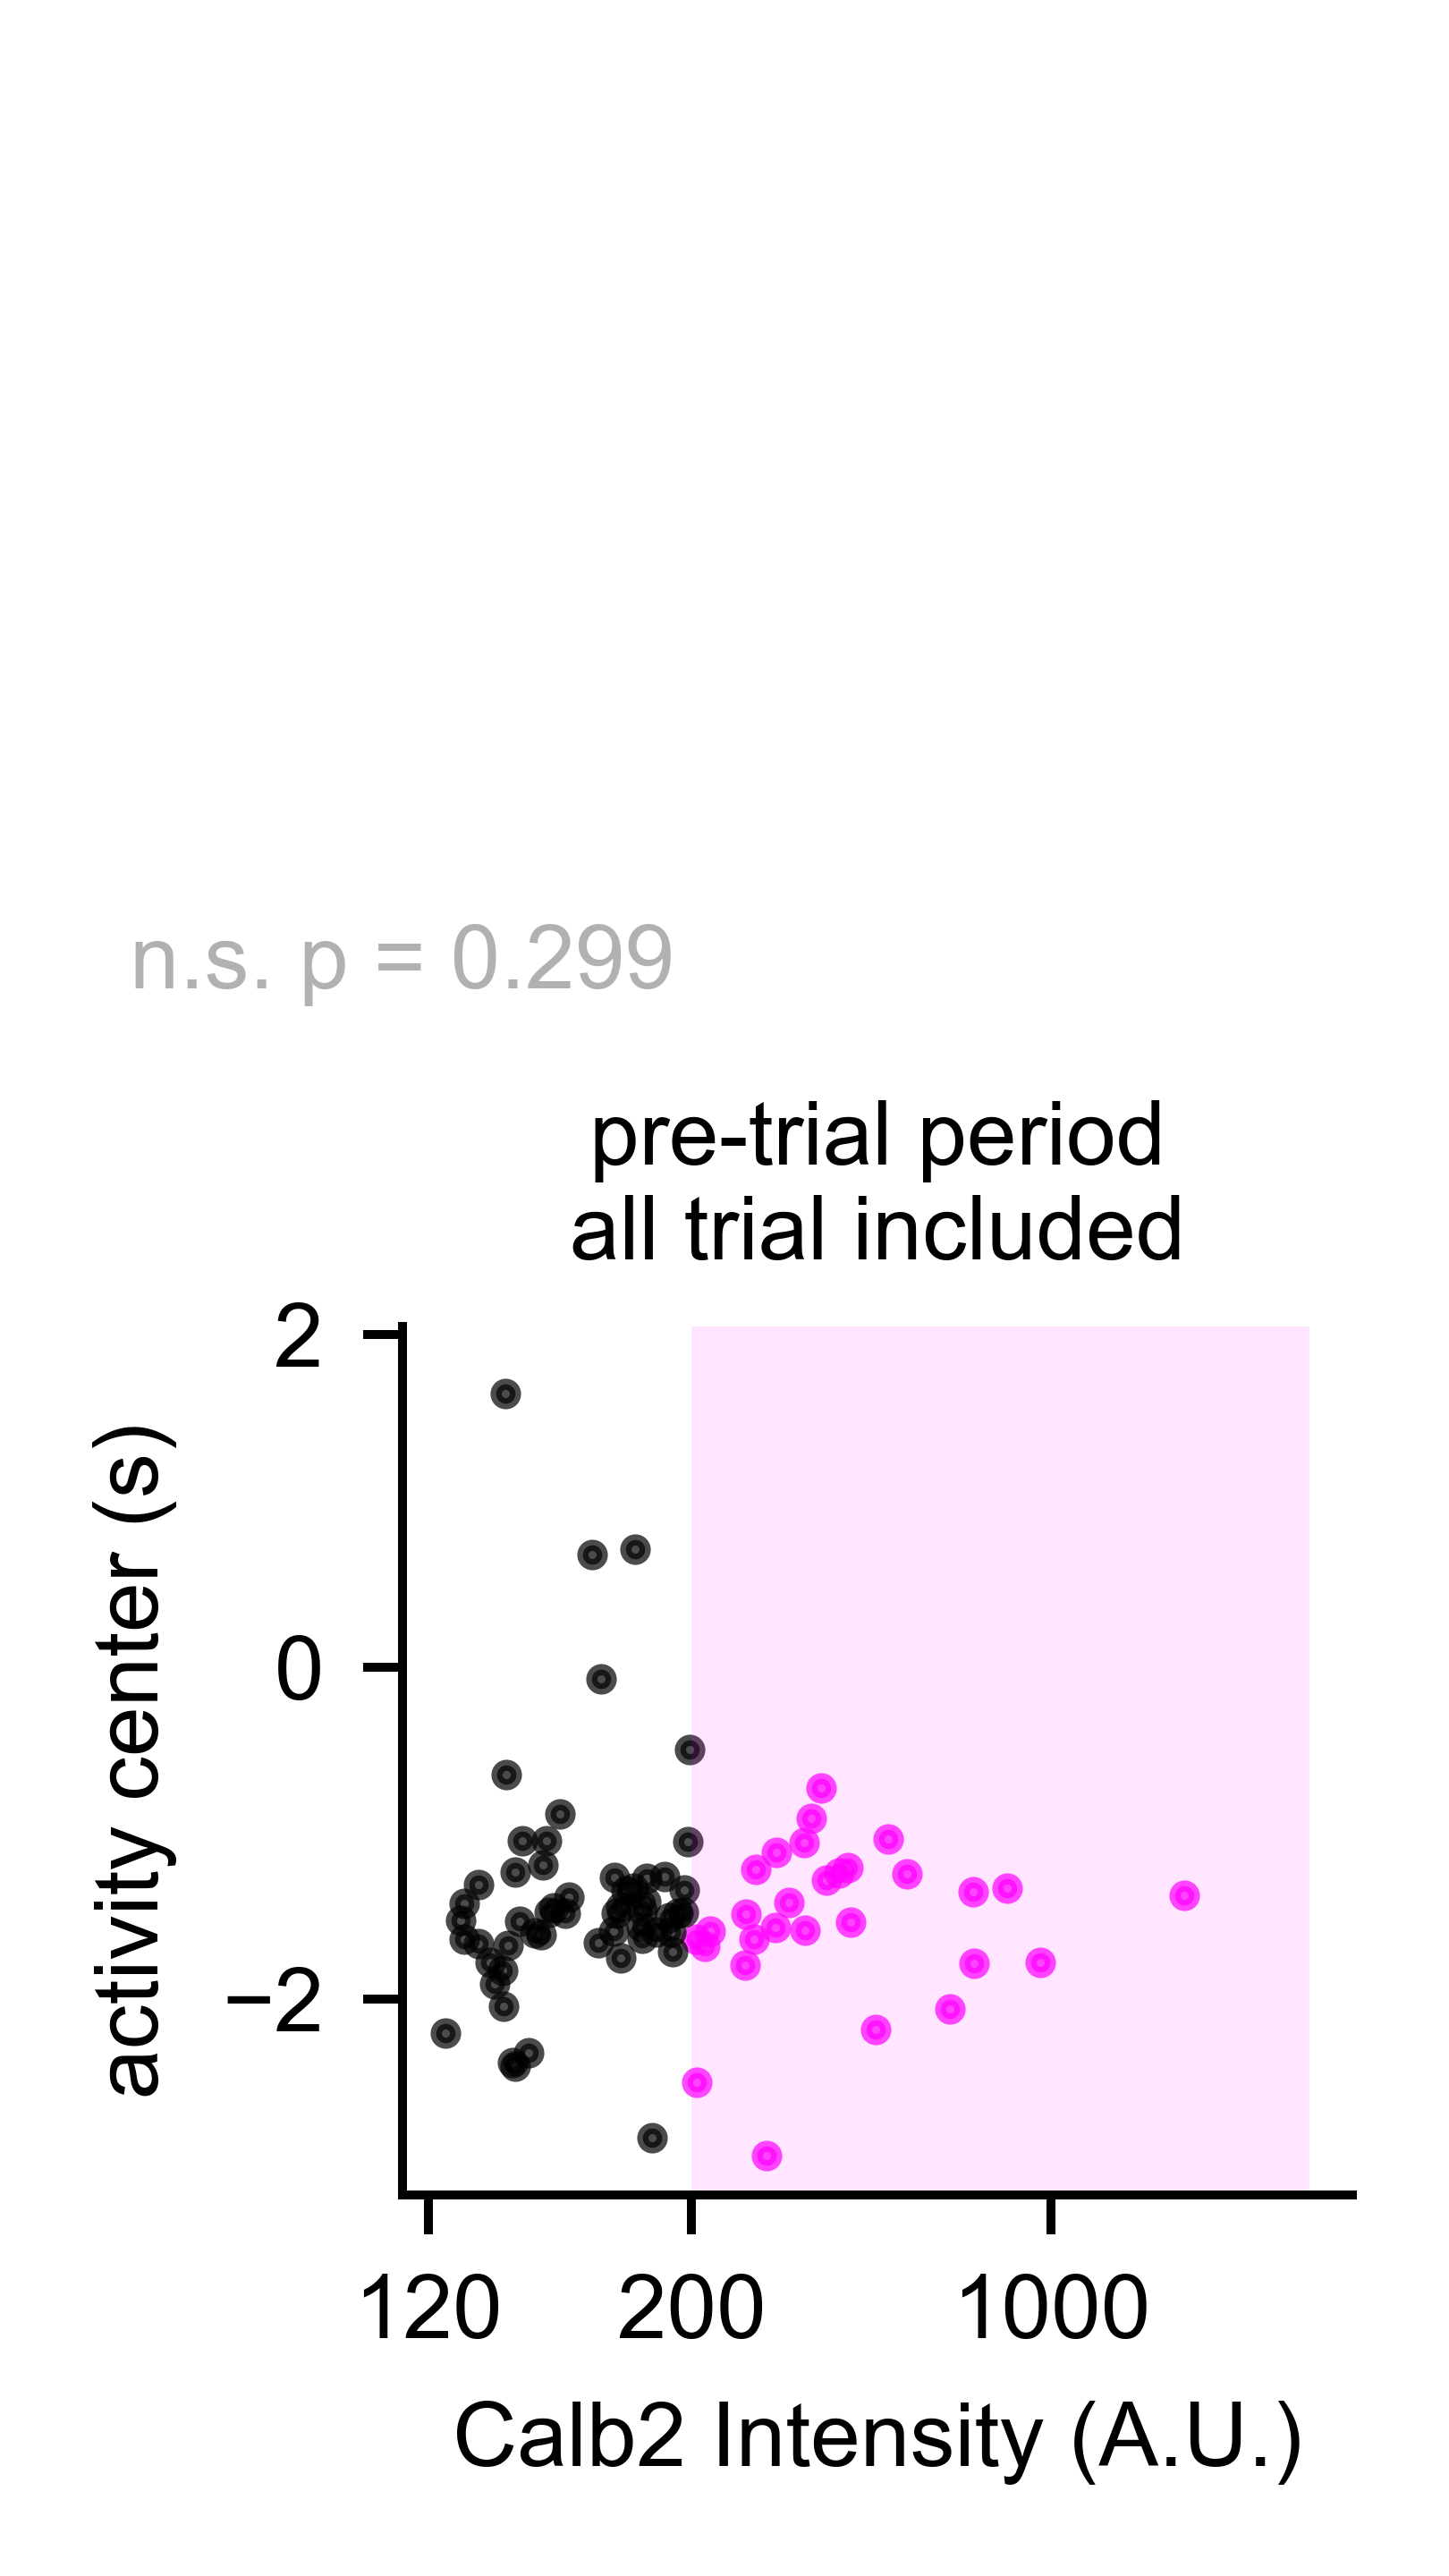 n.s. p = 0.299
pre-trial period
all trial included
2
0
−2
activity center (s)
120 200 1000
Calb2 Intensity (A.U.)